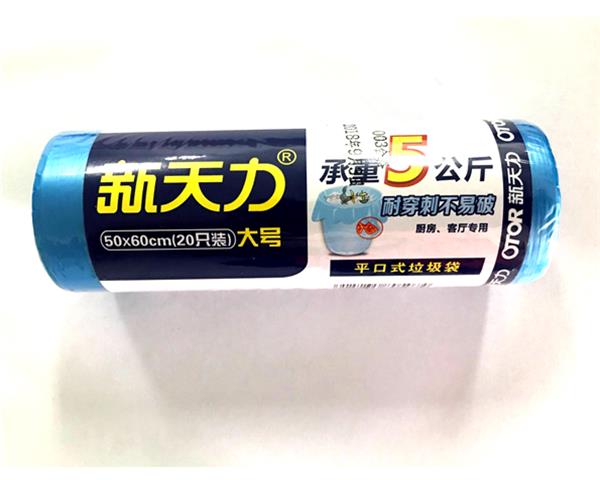 新天力®
50x60cm(20只装) 大号
承重5公斤
耐穿刺不易破
厨房、客厅专用
平口式垃圾袋
OTOR 新天力